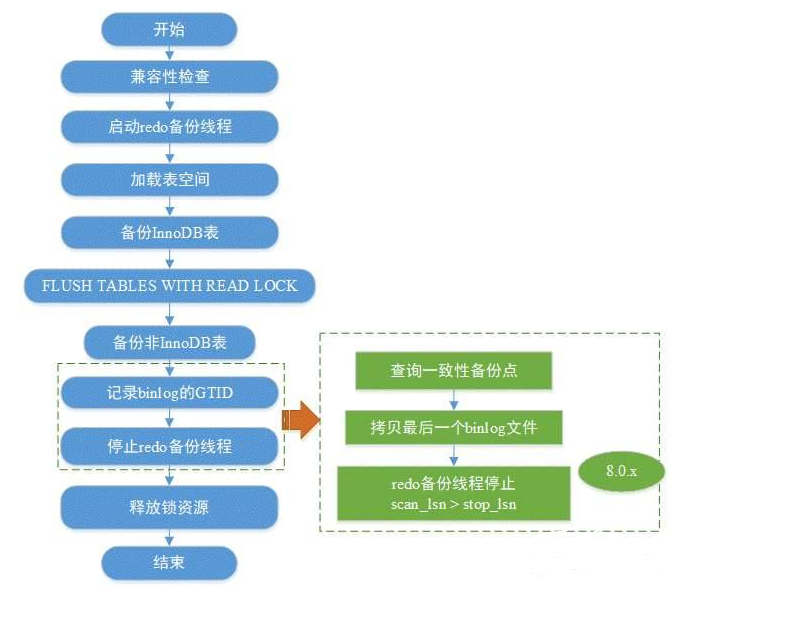 开始
兼容性检查
启动redo备份线程
加载表空间
备份InnoDB表
FLUSH TABLES WITH READ LOCK
备份非InnoDB表
记录binlog的GTID
停止redo备份线程
释放锁资源
结束
查询一致性备份点
拷贝最后一个binlog文件
redo备份线程停止
scan_lsn > stop_lsn
8.0.x